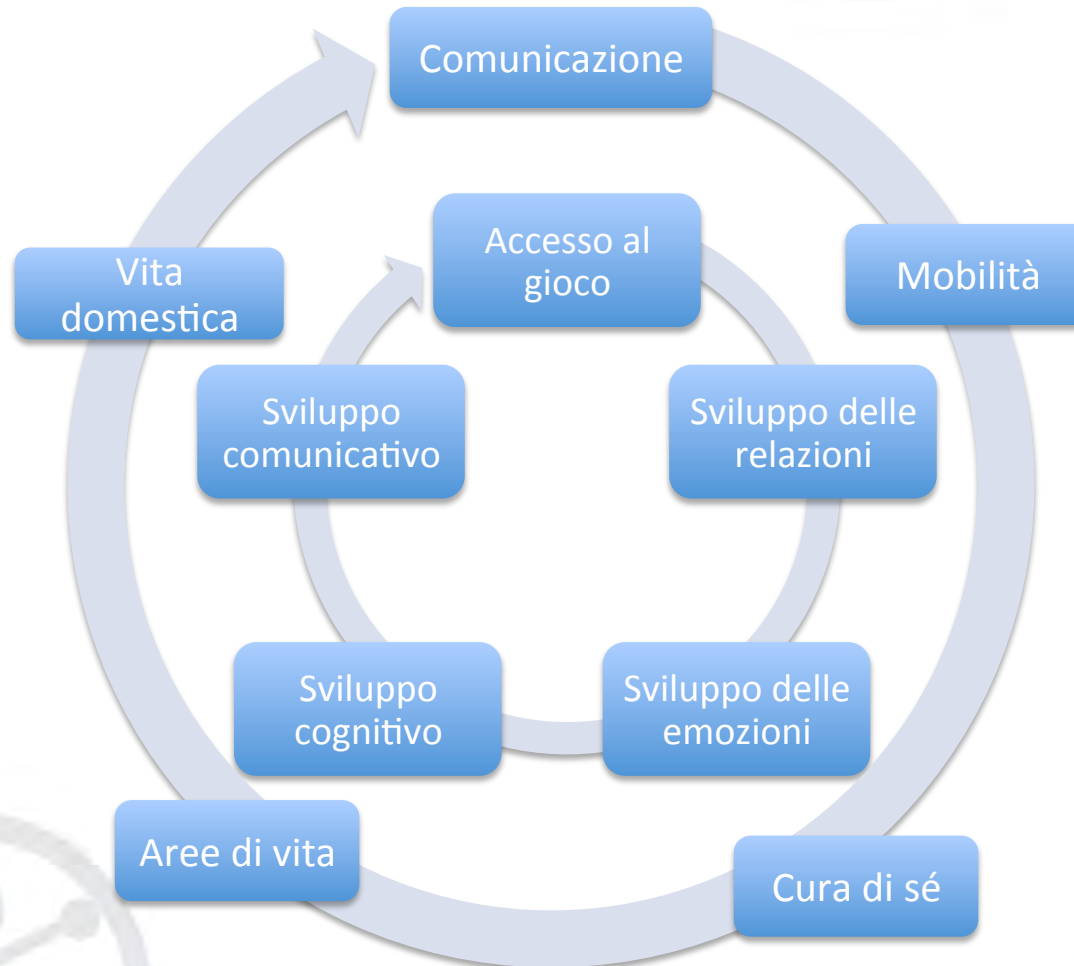 Comunicazione
Accesso al
gioco
Vita
domestica
Mobilità
Sviluppo
comunicativo
Sviluppo delle
relazioni
Sviluppo
cognitivo
Sviluppo delle
emozioni
Aree di vita
Cura di sé